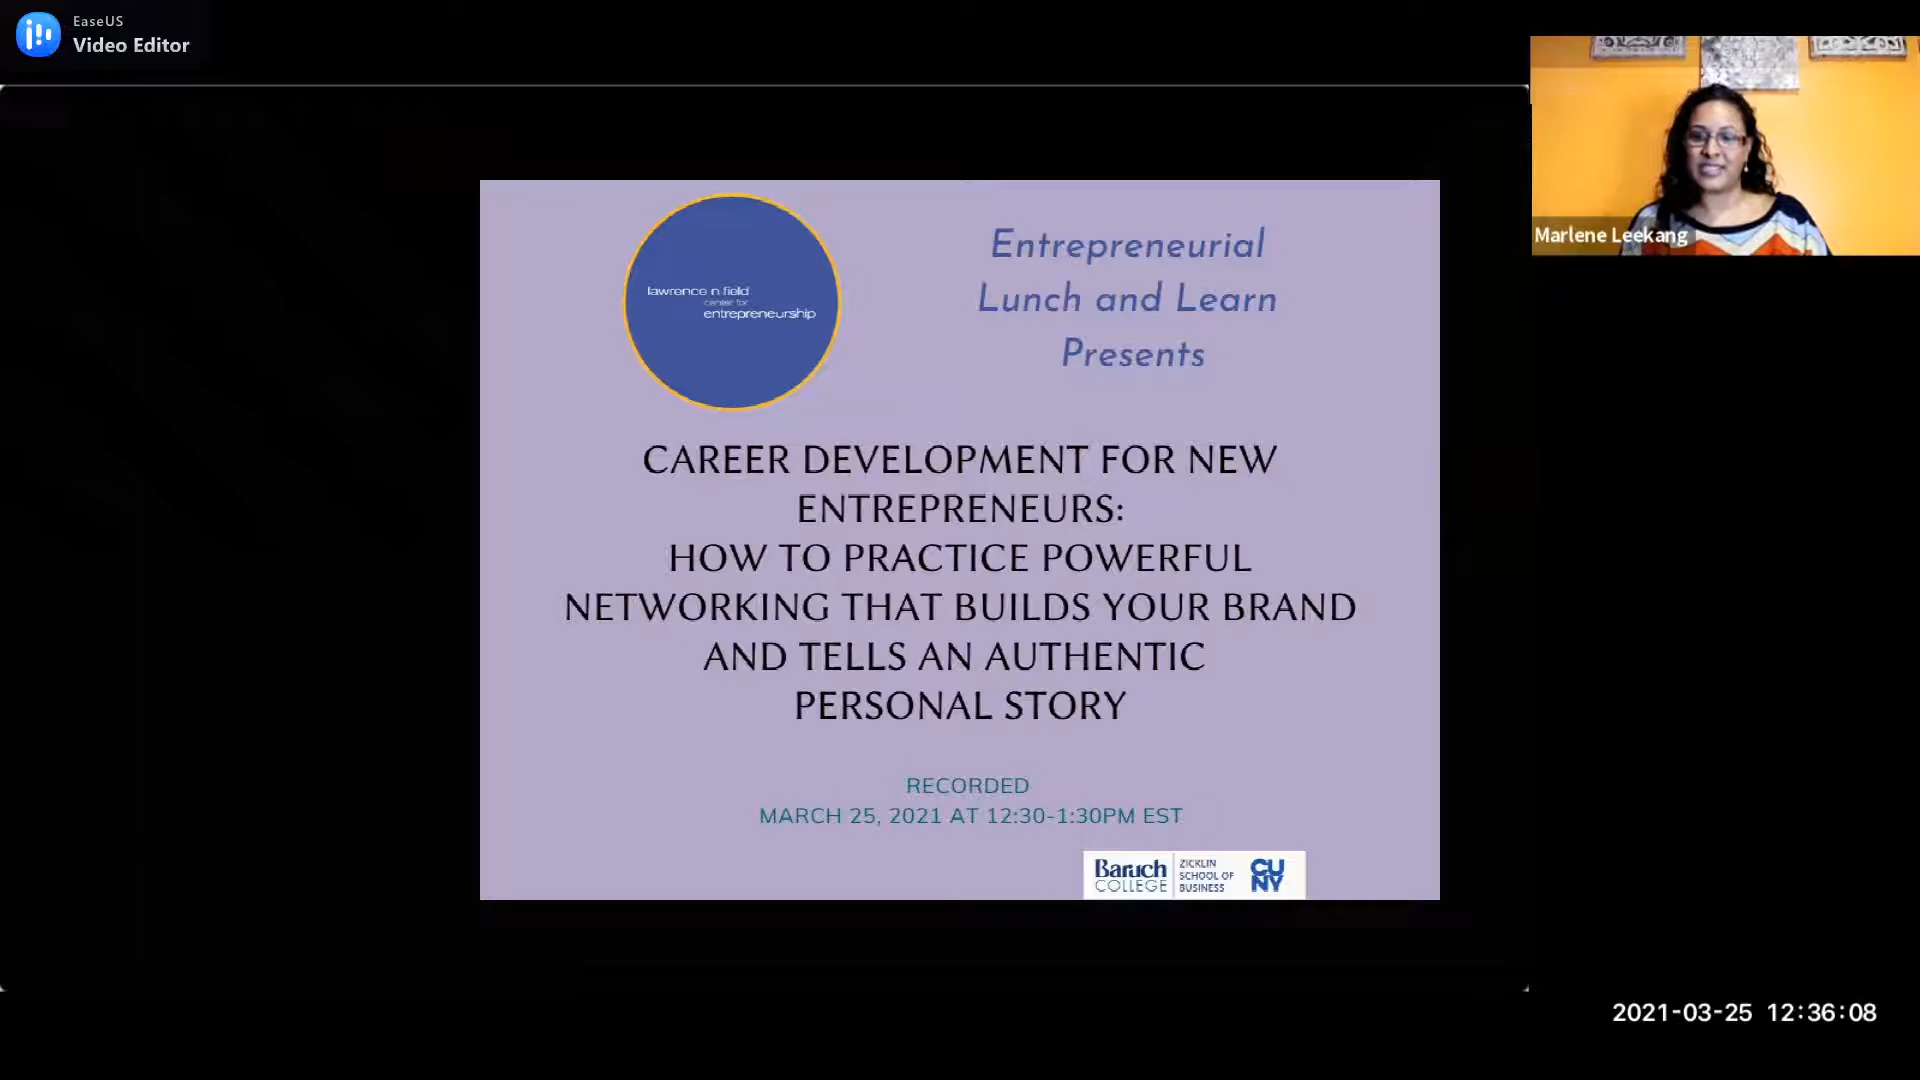 EaseUS
Video Editor
Marlene Leekang
lawrence n field
center for
entrepreneurship
Entrepreneurial
Lunch and Learn
Presents
CAREER DEVELOPMENT FOR NEW
ENTREPRENEURS:
HOW TO PRACTICE POWERFUL
NETWORKING THAT BUILDS YOUR BRAND
AND TELLS AN AUTHENTIC
PERSONAL STORY
RECORDED
MARCH 25, 2021 AT 12:30-1:30PM EST
Baruch
COLLEGE
ZICKLIN
SCHOOL OF
BUSINESS
CU
NY
2021-03-25 12:36:08